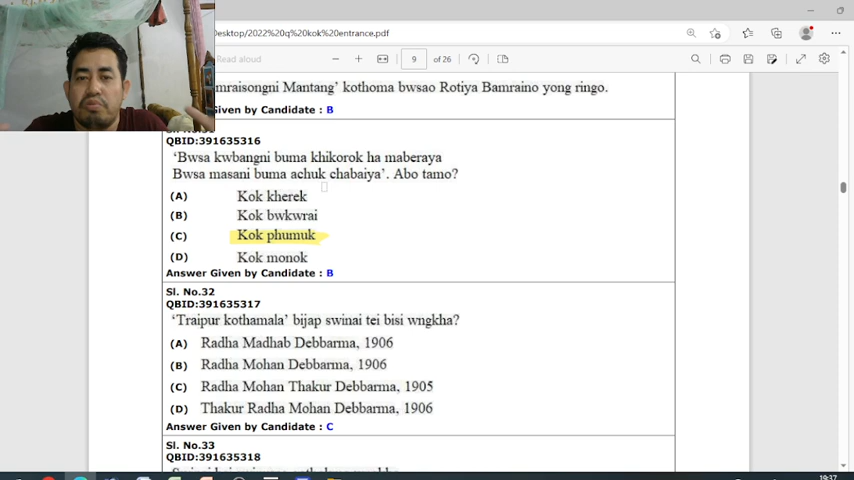 esktop/2022%20q%20kok%20entrance.pdf
Read aloud
9
of 26
mraisongni Mantang' kothoma bwsao Rotiya Bamraino yong ringo.
Given by Candidate : B
QBID:391635316
'Bwsa kwbangni buma khikorok ha maberaya
Bwsa masani buma achuk chabaiya'. Abo tamo?
(A) Kok kherek
(B) Kok bwkwrai
(C) Kok phumuk
(D) Kok monok
Answer Given by Candidate : B
Sl. No.32
QBID:391635317
'Traipur kothamala' bijap swinai tei bisi wngkha?
(A) Radha Madhab Debbarma, 1906
(B) Radha Mohan Debbarma, 1906
(C) Radha Mohan Thakur Debbarma, 1905
(D) Thakur Radha Mohan Debbarma, 1906
Answer Given by Candidate : C
Sl. No.33
QBID:391635318
19:37